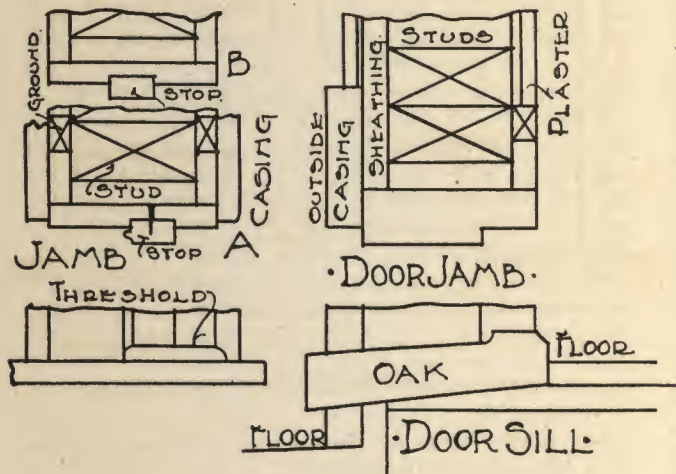 B
STOP.
GROUND.
CASING
STUD
STOP
JAMB
A
THRESHOLD
STUDS
SHEATHING
OUTSIDE
CASING
PLASTER
·DOOR JAMB·
FLOOR
OAK
FLOOR
·DOOR SILL·